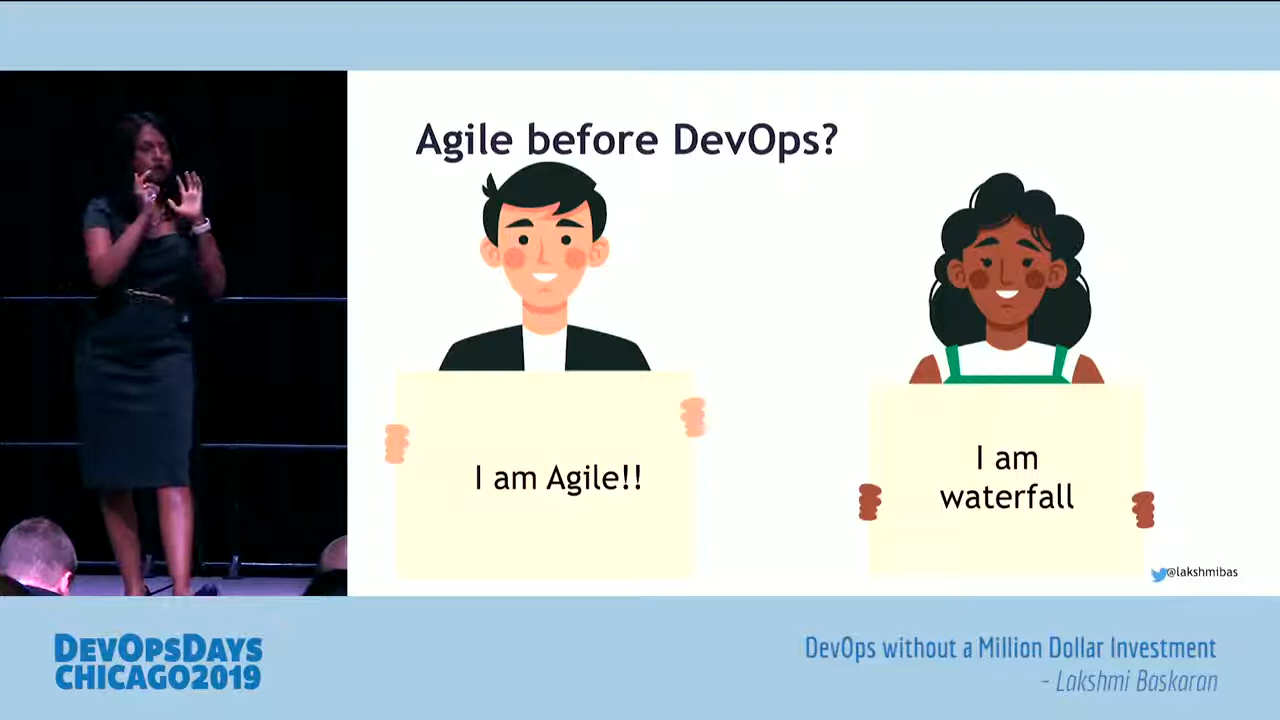 Agile before DevOps?
I am Agile!!
I am
waterfall
@lakshmibas
DevOpsDays
Chicago2019
DevOps without a Million Dollar Investment
- Lakshmi Baskaran